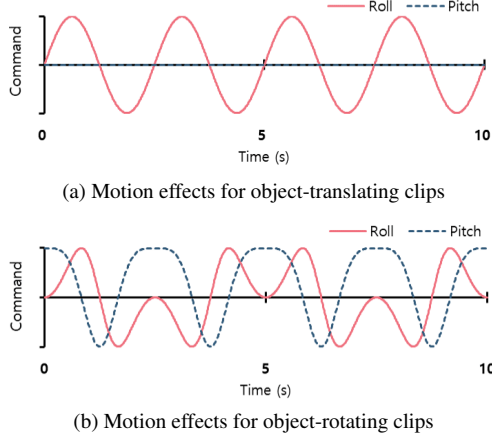 Roll Pitch
Command
0 5 10
Time (s)
(a) Motion effects for object-translating clips
Roll Pitch
Command
0 5 10
Time (s)
(b) Motion effects for object-rotating clips